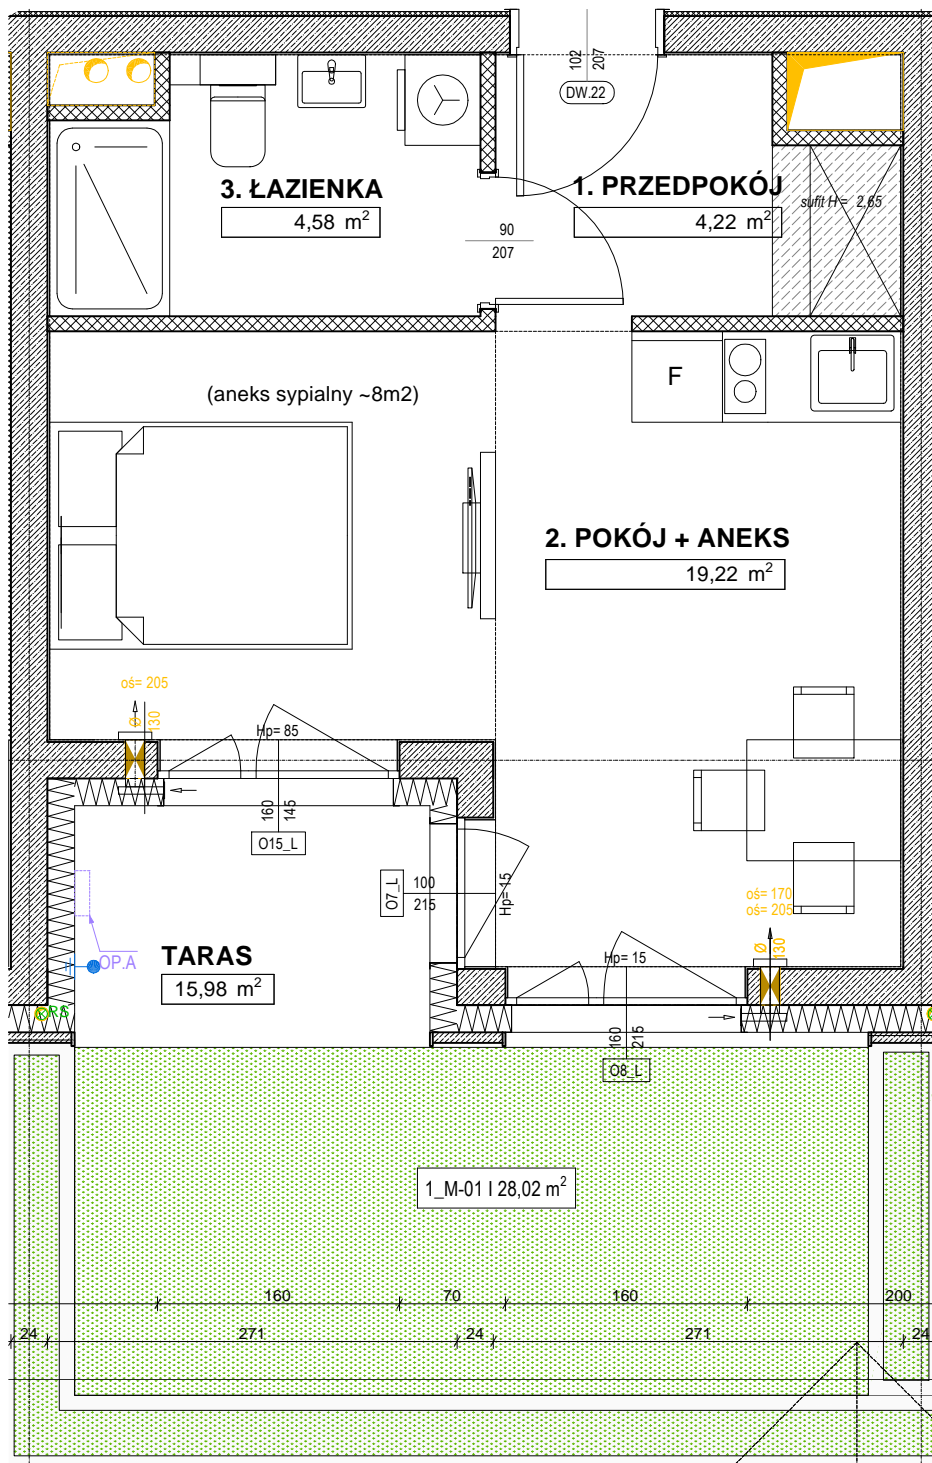 102
207
DW.22
3. ŁAZIENKA
4,58 m²
1. PRZEDPOKÓJ
4,22 m²
sufit H = 2,65
90
207
(aneks sypialny ~8m2)
F
2. POKÓJ + ANEKS
19,22 m²
oś= 205
Ø
130
Hp= 85
160
145
O15_L
O7_L
100
215
Hp= 15
oś= 170
oś= 205
Ø
130
OP.A
TARAS
15,98 m²
Hp= 15
RS
160
215
O8_L
1_M-01 I 28,02 m²
160
70
160
200
24
271
24
271
24